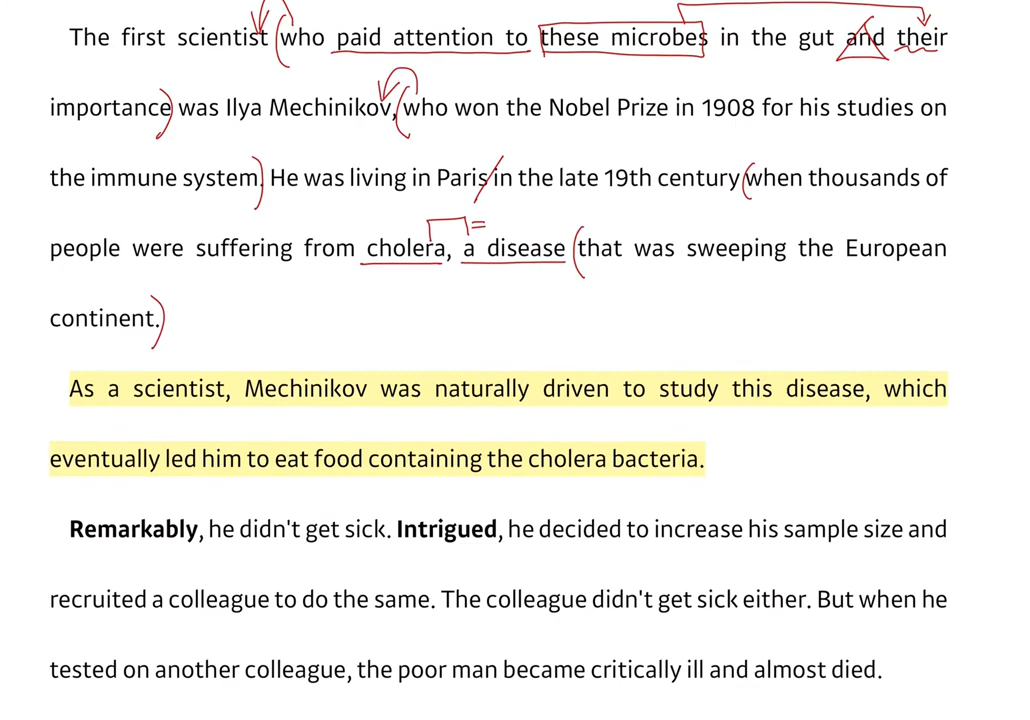 The first scientist who paid attention to these microbes in the gut and their
importance was Ilya Mechinikov, who won the Nobel Prize in 1908 for his studies on
the immune system. He was living in Paris in the late 19th century when thousands of
people were suffering from cholera, a disease that was sweeping the European
continent.
As a scientist, Mechinikov was naturally driven to study this disease, which
eventually led him to eat food containing the cholera bacteria.
Remarkably, he didn't get sick. Intrigued, he decided to increase his sample size and
recruited a colleague to do the same. The colleague didn't get sick either. But when he
tested on another colleague, the poor man became critically ill and almost died.